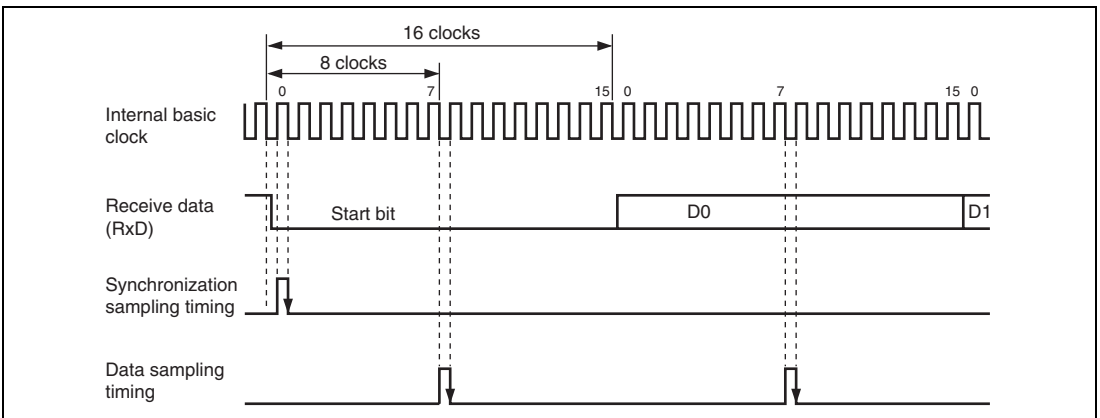 16 clocks
8 clocks
0 7 15 0 7 15 0
Internal basic
clock
Receive data
(RxD)
Start bit D0 D1
Synchronization
sampling timing
Data sampling
timing